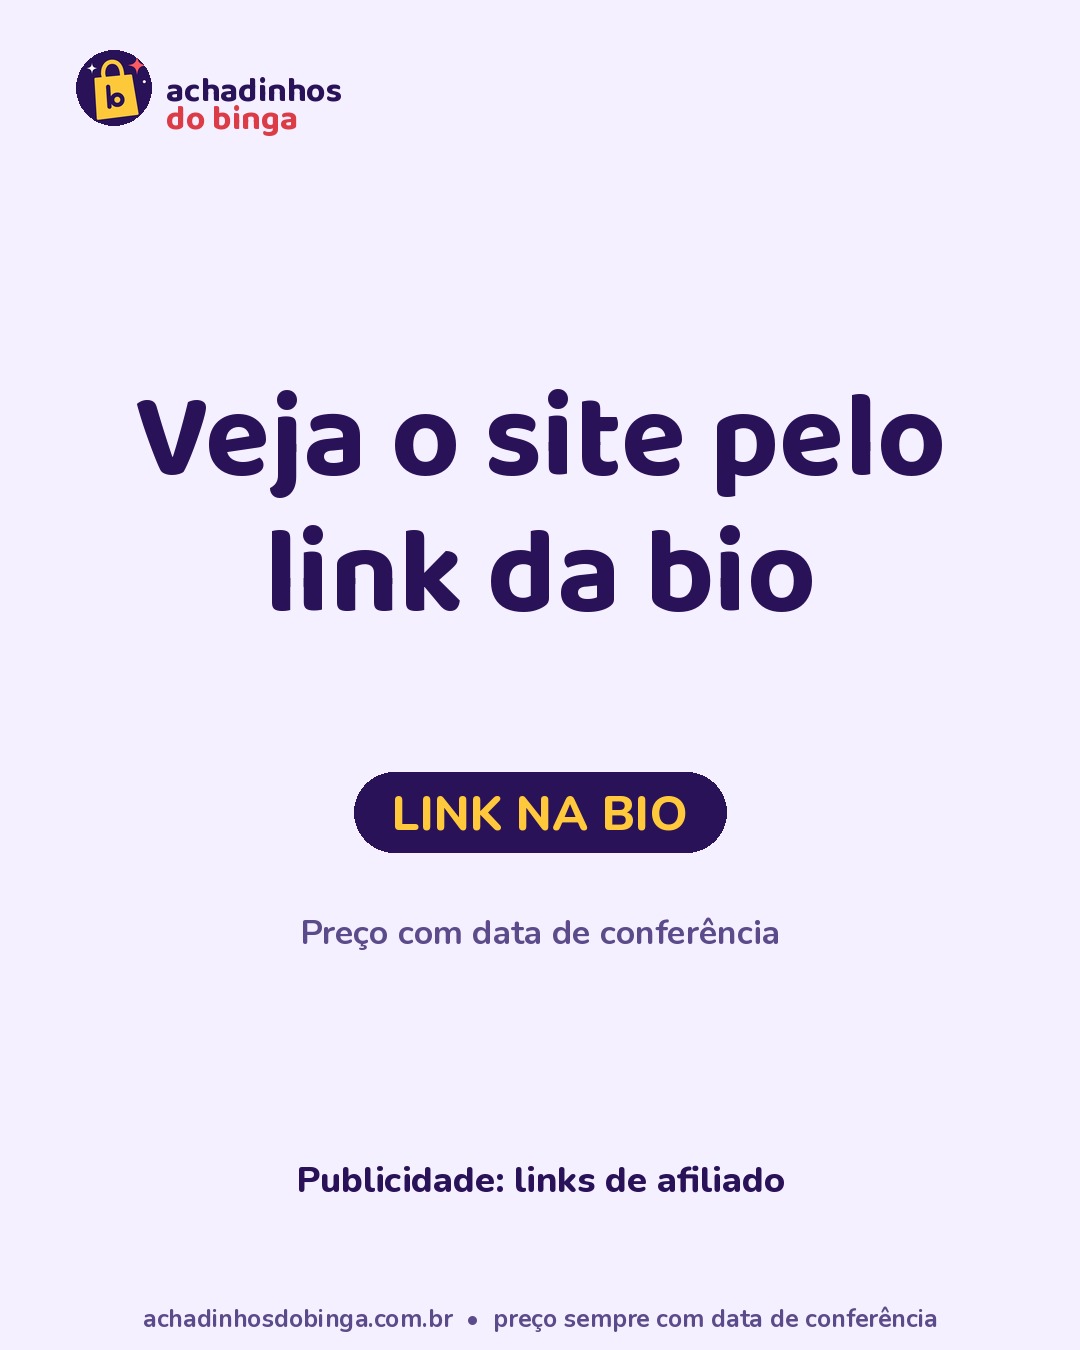 b
achadinhos
do binga
Veja o site pelo
link da bio
LINK NA BIO
Preço com data de conferência
Publicidade: links de afiliado
achadinhosdobinga.com.br • preço sempre com data de conferência